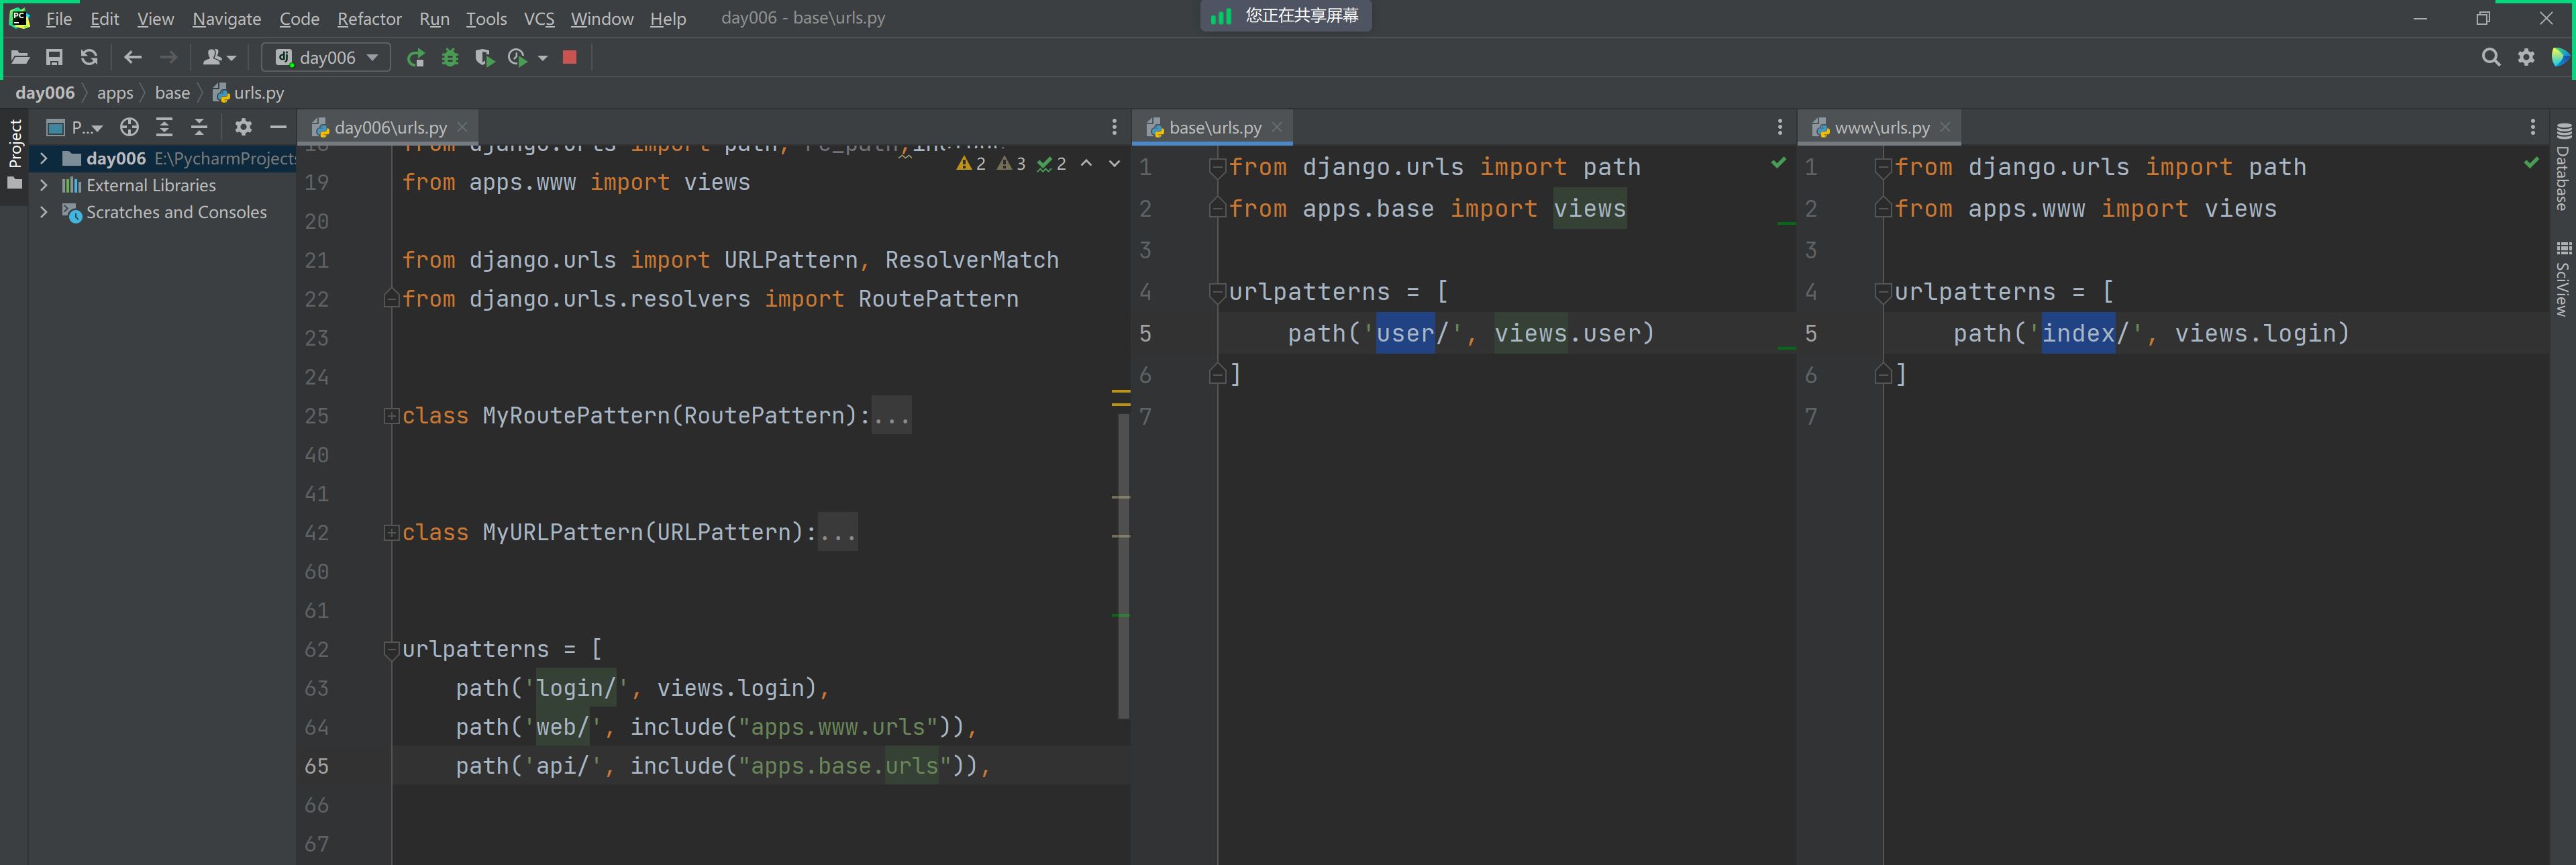 File Edit View Navigate Code Refactor Run Tools VCS Window Help day006 - base\urls.py
您正在共享屏幕
day006
day006 apps base urls.py
Project
P...
day006 E:\PycharmProjects
External Libraries
Scratches and Consoles
day006\urls.py
2 3 2
19 from apps.www import views
20
21 from django.urls import URLPattern, ResolverMatch
22 from django.urls.resolvers import RoutePattern
23
24
25 class MyRoutePattern(RoutePattern):...
40
41
42 class MyURLPattern(URLPattern):...
60
61
62 urlpatterns = [
63 path('login/', views.login),
64 path('web/', include("apps.www.urls")),
65 path('api/', include("apps.base.urls")),
66
67
base\urls.py
1 from django.urls import path
2 from apps.base import views
3
4 urlpatterns = [
5 path('user/', views.user)
6 ]
7
www\urls.py
1 from django.urls import path
2 from apps.www import views
3
4 urlpatterns = [
5 path('index/', views.login)
6 ]
7
Database
SciView